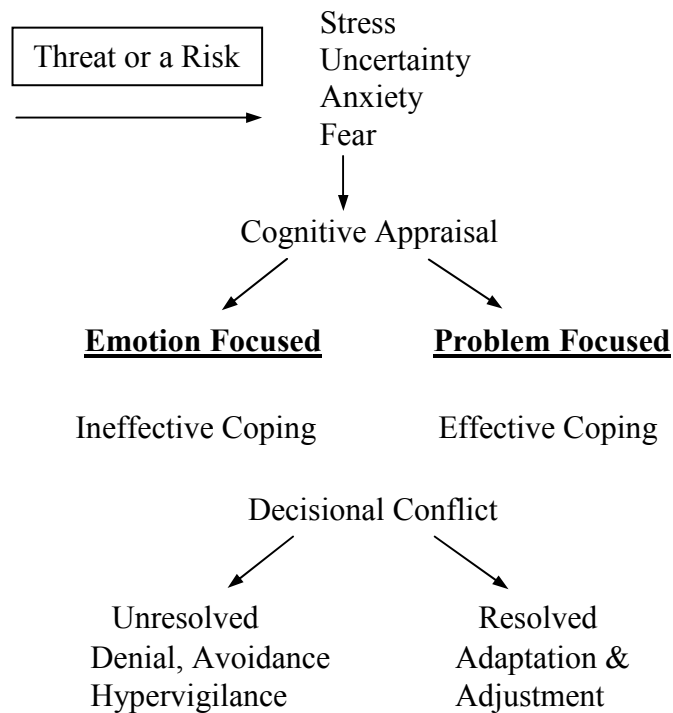 Threat or a Risk
Stress
Uncertainty
Anxiety
Fear
Cognitive Appraisal
Emotion Focused
Problem Focused
Ineffective Coping
Effective Coping
Decisional Conflict
Unresolved
Denial, Avoidance
Hypervigilance
Resolved
Adaptation &
Adjustment